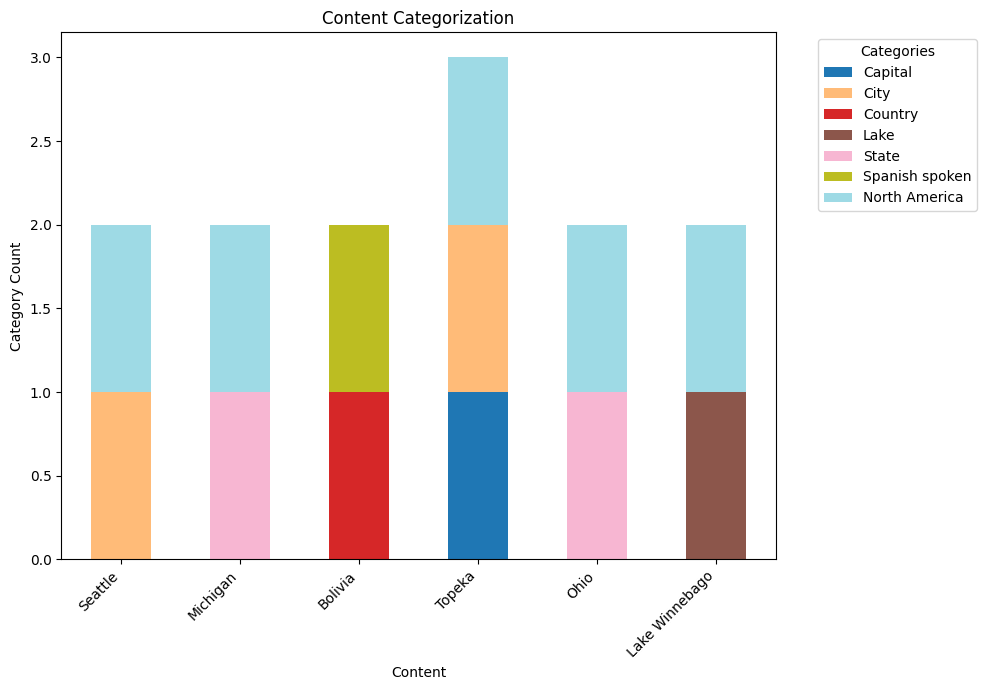 Content Categorization
Categories
Capital
City
Country
Lake
State
Spanish spoken
North America
Category Count
3.0
2.5
2.0
1.5
1.0
0.5
0.0
Seattle
Michigan
Bolivia
Topeka
Ohio
Lake Winnebago
Content